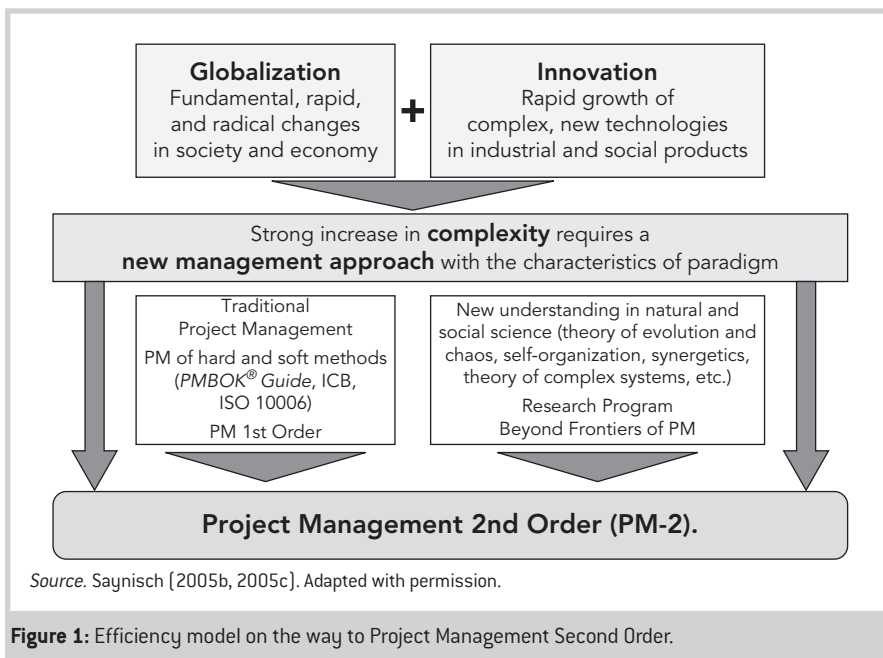 Globalization
Fundamental, rapid,
and radical changes
in society and economy
+
Innovation
Rapid growth of
complex, new technologies
in industrial and social products
Strong increase in complexity requires a
new management approach with the characteristics of paradigm
Traditional
Project Management
PM of hard and soft methods
(PMBOK® Guide, ICB,
ISO 10006)
PM 1st Order
New understanding in natural and
social science (theory of evolution and
chaos, self-organization, synergetics,
theory of complex systems, etc.)
Research Program
Beyond Frontiers of PM
Project Management 2nd Order (PM-2).
Source. Saynisch (2005b, 2005c). Adapted with permission.
Figure 1: Efficiency model on the way to Project Management Second Order.